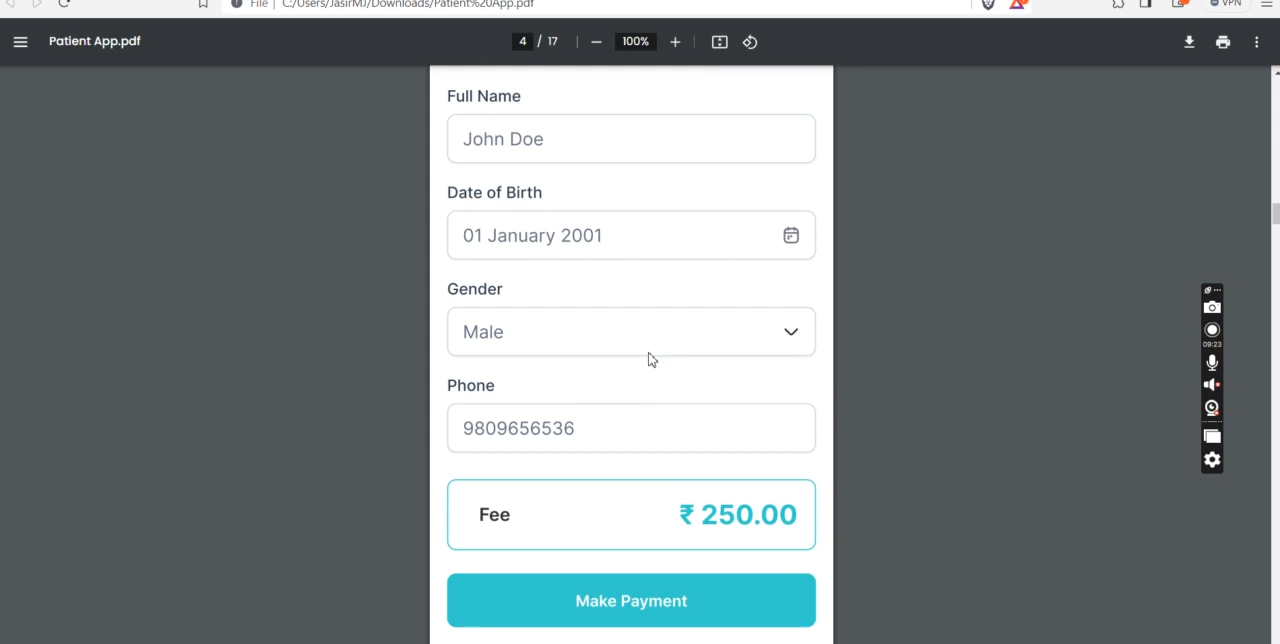 File | C:/Users/JasirMJ/Downloads/Patient%20App.pdf
VPN
Patient App.pdf
4 / 17
100%
Full Name
John Doe
Date of Birth
01 January 2001
Gender
Male
Phone
9809656536
Fee
₹ 250.00
Make Payment
09:23